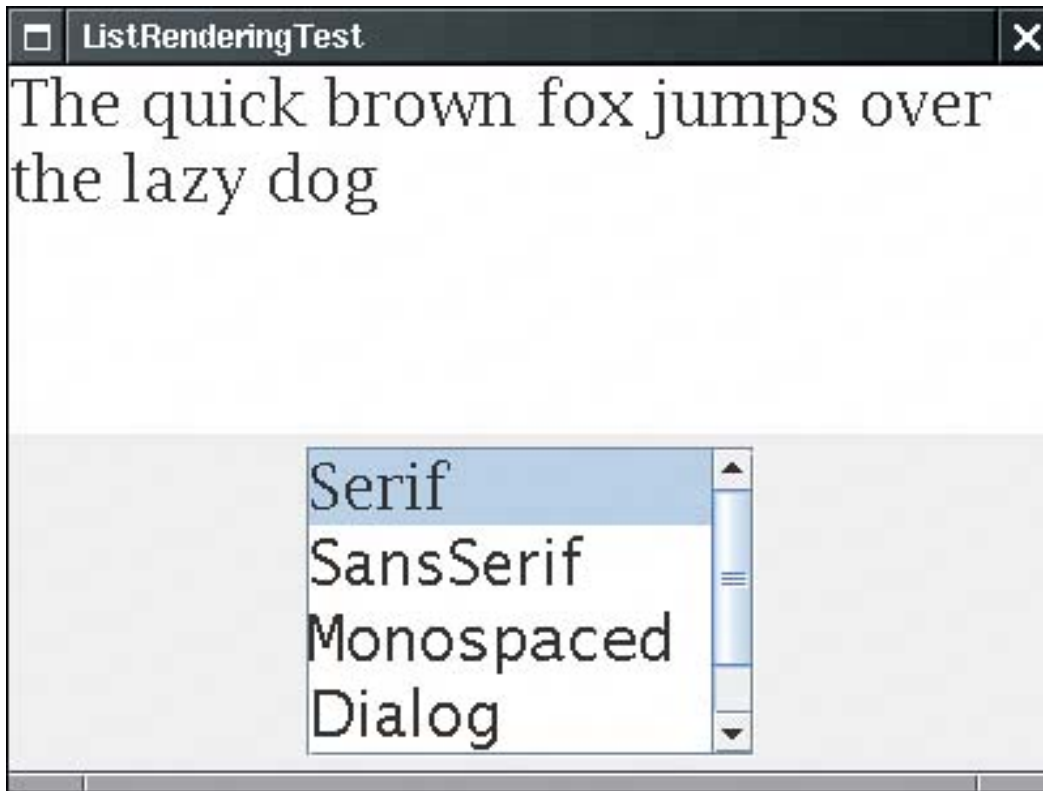 ListRenderingTest
The quick brown fox jumps over
the lazy dog
Serif
SansSerif
Monospaced
Dialog